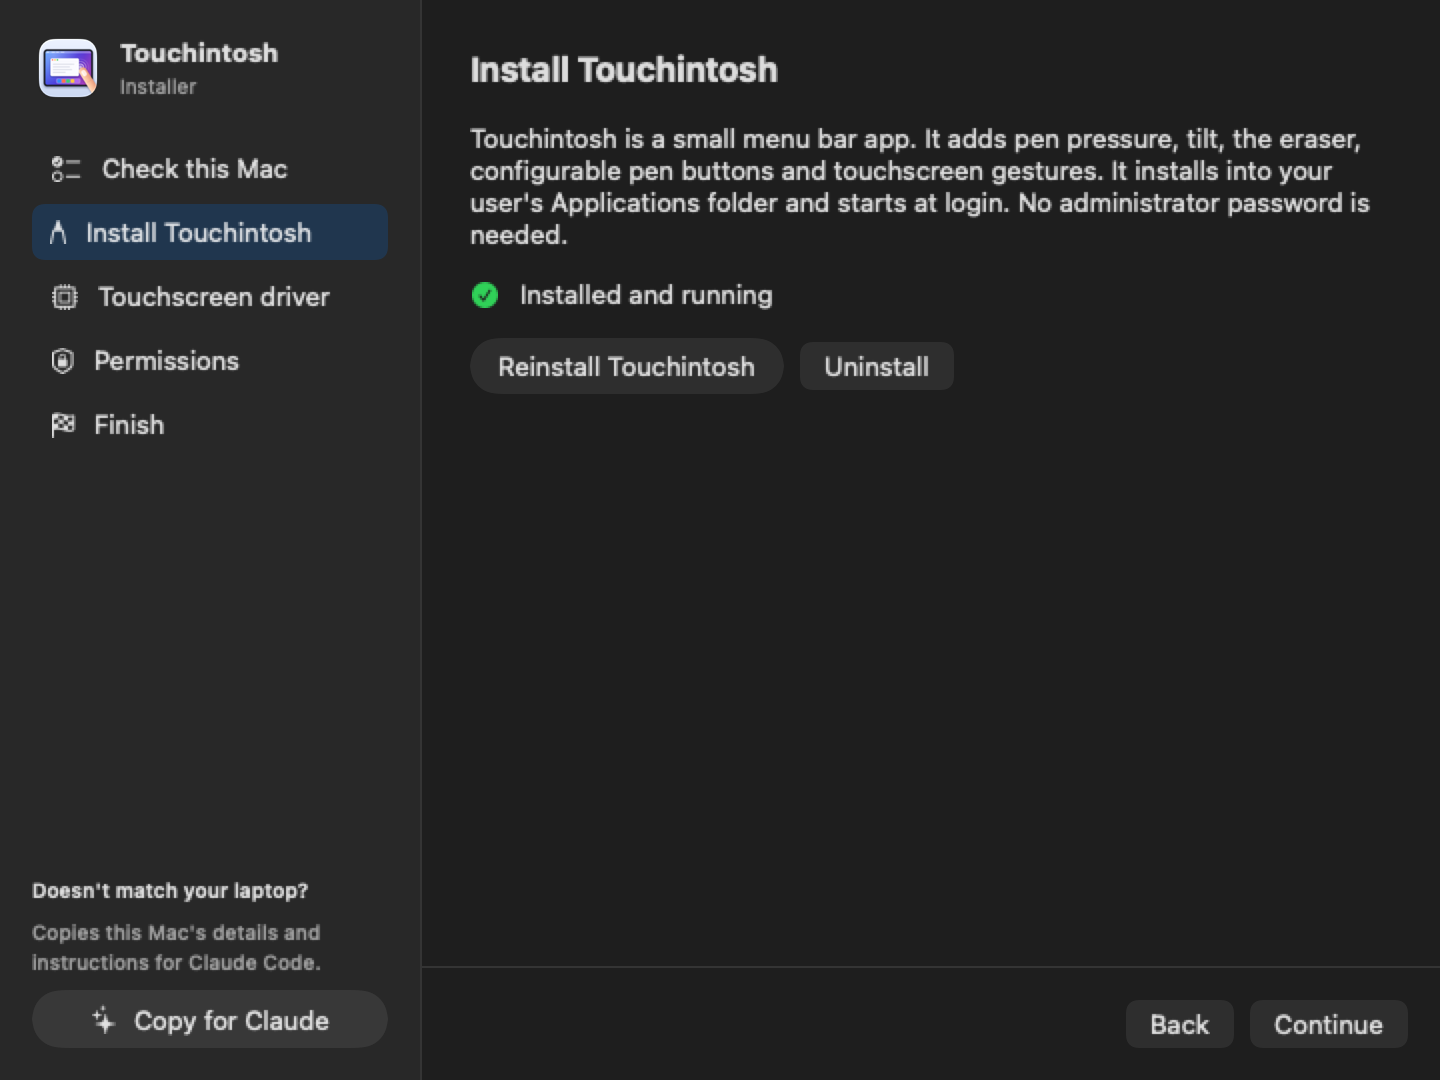 Touchintosh
Installer
Check this Mac
Install Touchintosh
Touchscreen driver
Permissions
Finish
Doesn't match your laptop?
Copies this Mac's details and
instructions for Claude Code.
Copy for Claude
Install Touchintosh
Touchintosh is a small menu bar app. It adds pen pressure, tilt, the eraser,
configurable pen buttons and touchscreen gestures. It installs into your
user's Applications folder and starts at login. No administrator password is
needed.
Installed and running
Reinstall Touchintosh
Uninstall
Back
Continue